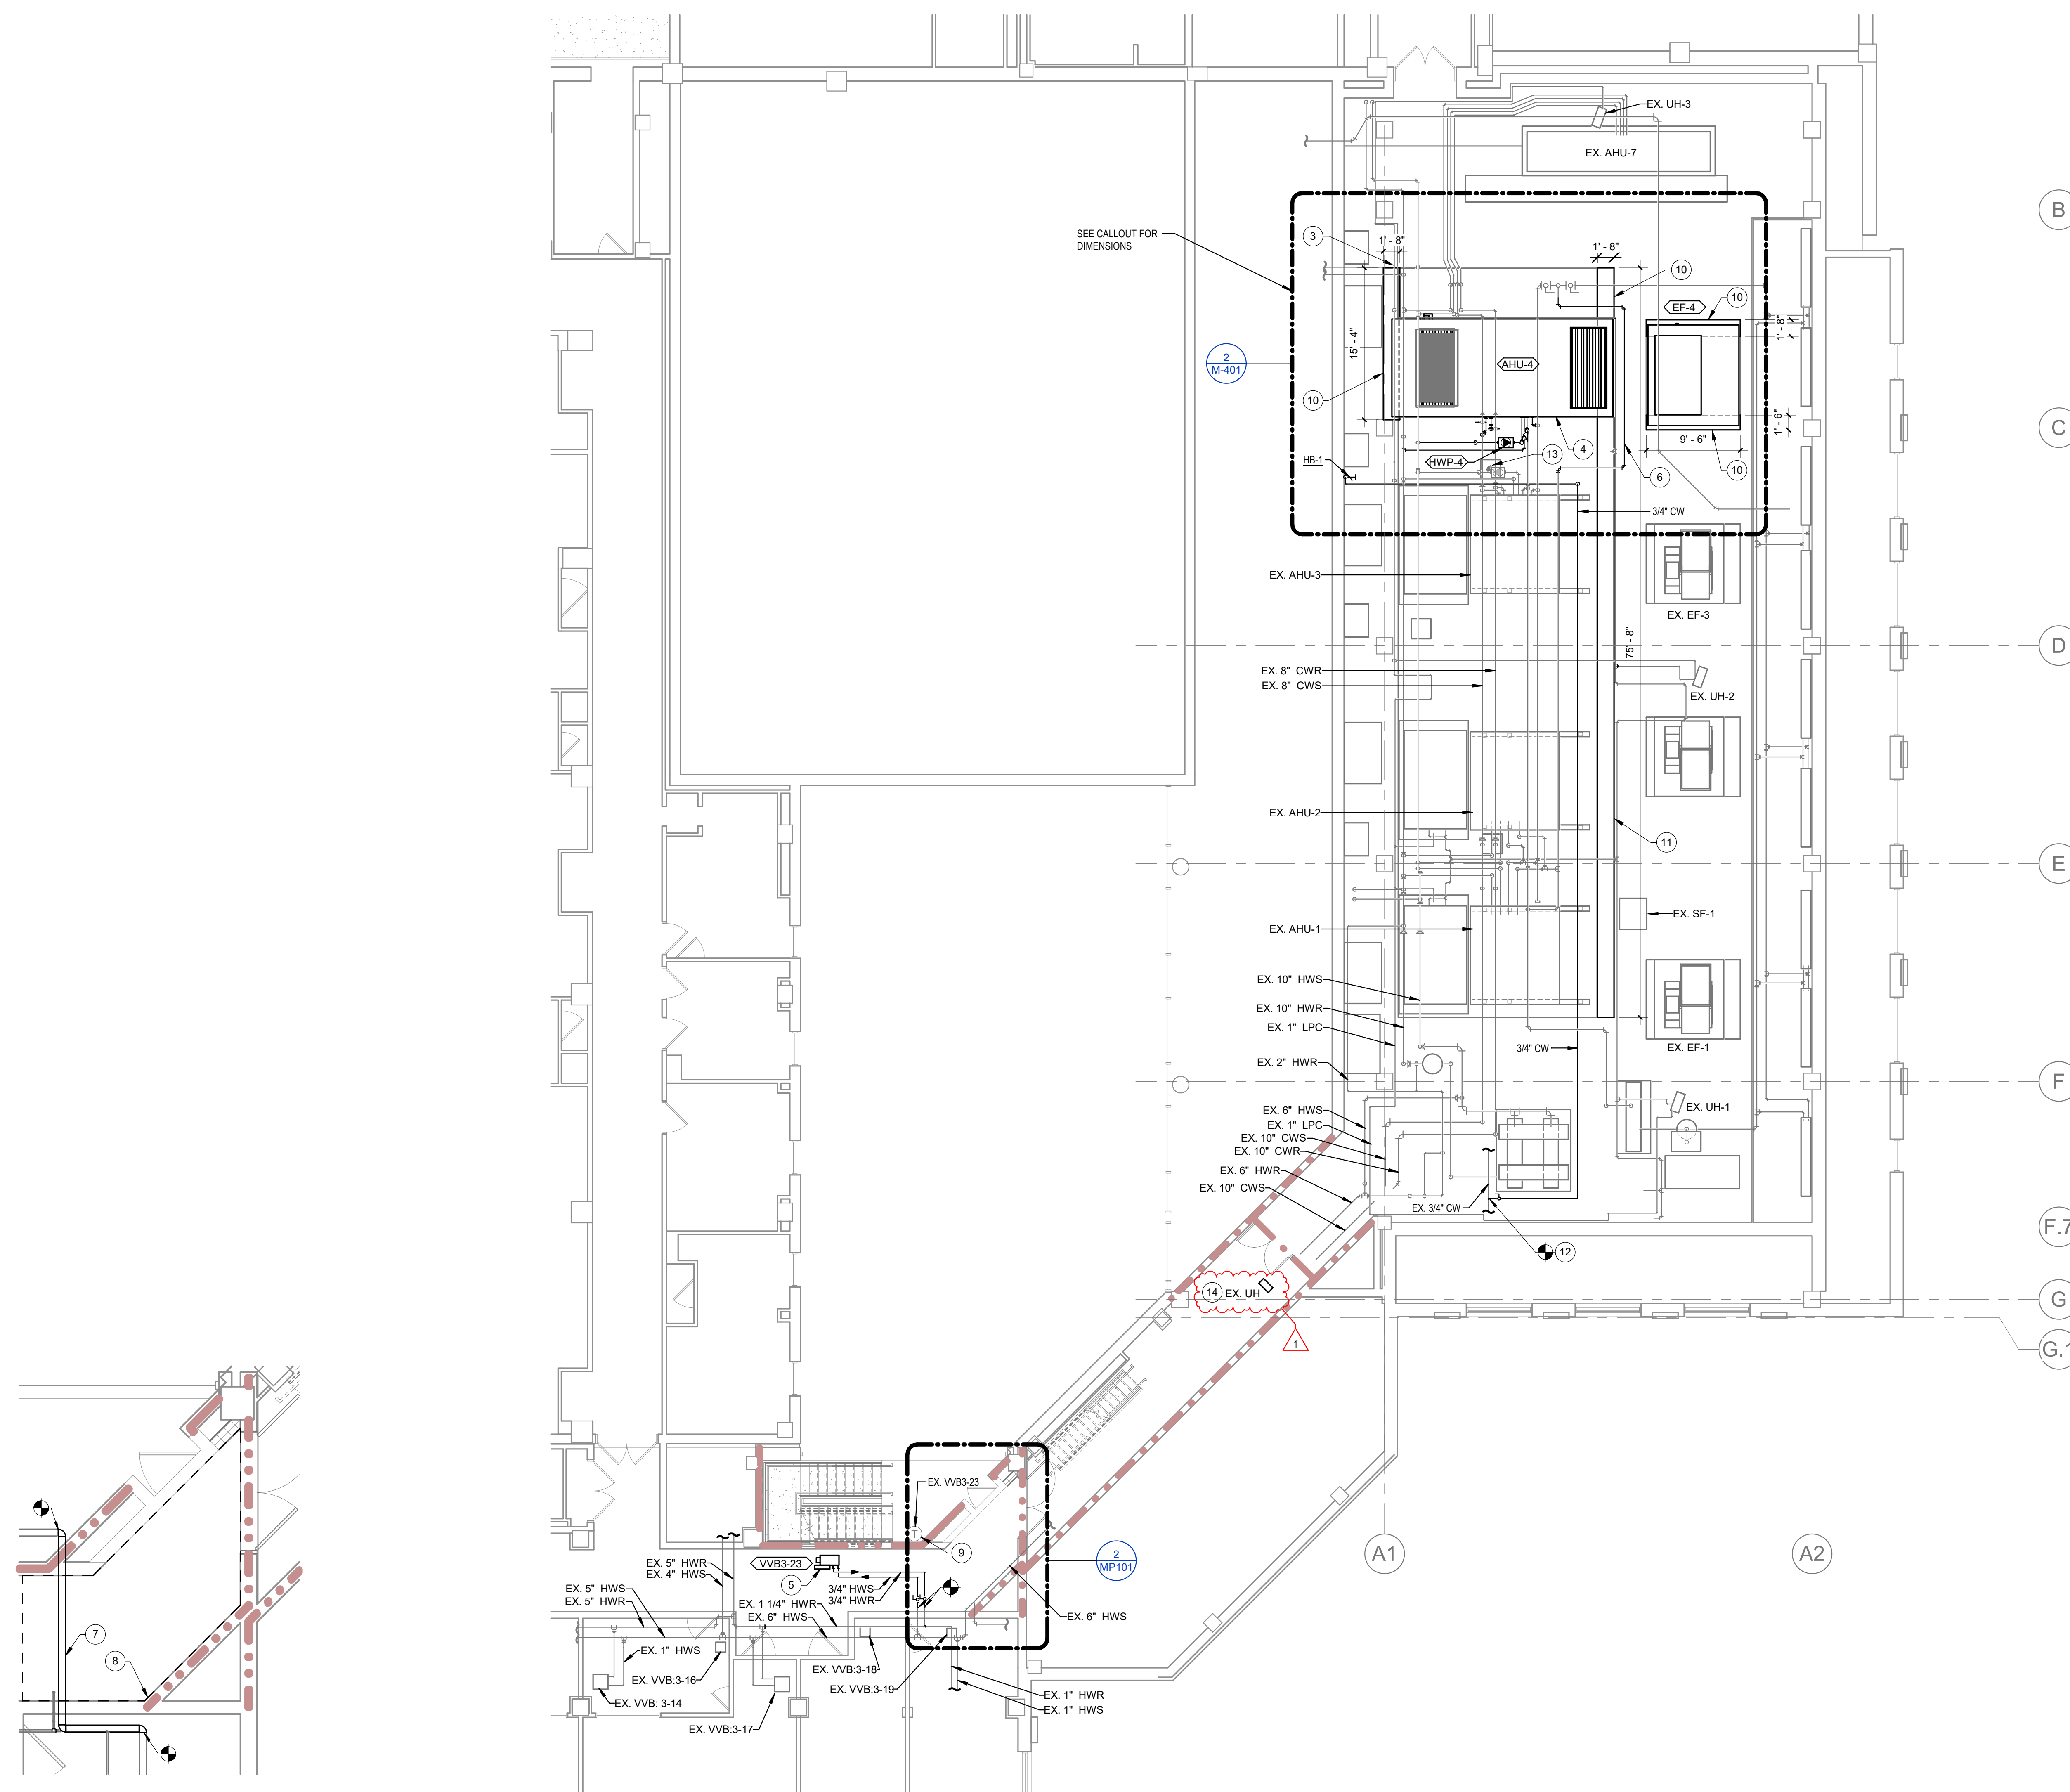 EX. UH-3
EX. AHU-7
B
SEE CALLOUT FOR
DIMENSIONS
3
1' - 8"
1' - 8"
10
EF-4
10
1' - 8"
15' - 4"
2
M-401
AHU-4
10
C
1' - 6"
9' - 6"
4
13
HWP-4
HB-1
10
6
3/4" CW
EX. AHU-3
EX. EF-3
75' - 8"
D
EX. 8" CWR
EX. 8" CWS
EX. UH-2
EX. AHU-2
11
E
EX. SF-1
EX. AHU-1
EX. 10" HWS
EX. 10" HWR
EX. 1" LPC
3/4" CW
EX. EF-1
EX. 2" HWR
F
EX. UH-1
EX. 6" HWS
EX. 1" LPC
EX. 10" CWS
EX. 10" CWR
EX. 6" HWR
EX. 10" CWS
EX. 3/4" CW
F.7
12
14
EX. UH
G
1
G.1
EX. VVB3-23
T
9
A1
A2
2
MP101
VVB3-23
5
EX. 5" HWR
EX. 4" HWS
3/4" HWS
3/4" HWR
EX. 5" HWS
EX. 5" HWR
EX. 1 1/4" HWR
EX. 6" HWS
EX. 6" HWS
7
8
EX. 1" HWS
EX. VVB:3-18
EX. VVB:3-16
EX. VVB:3-19
EX. VVB: 3-14
EX. 1" HWR
EX. 1" HWS
EX. VVB:3-17